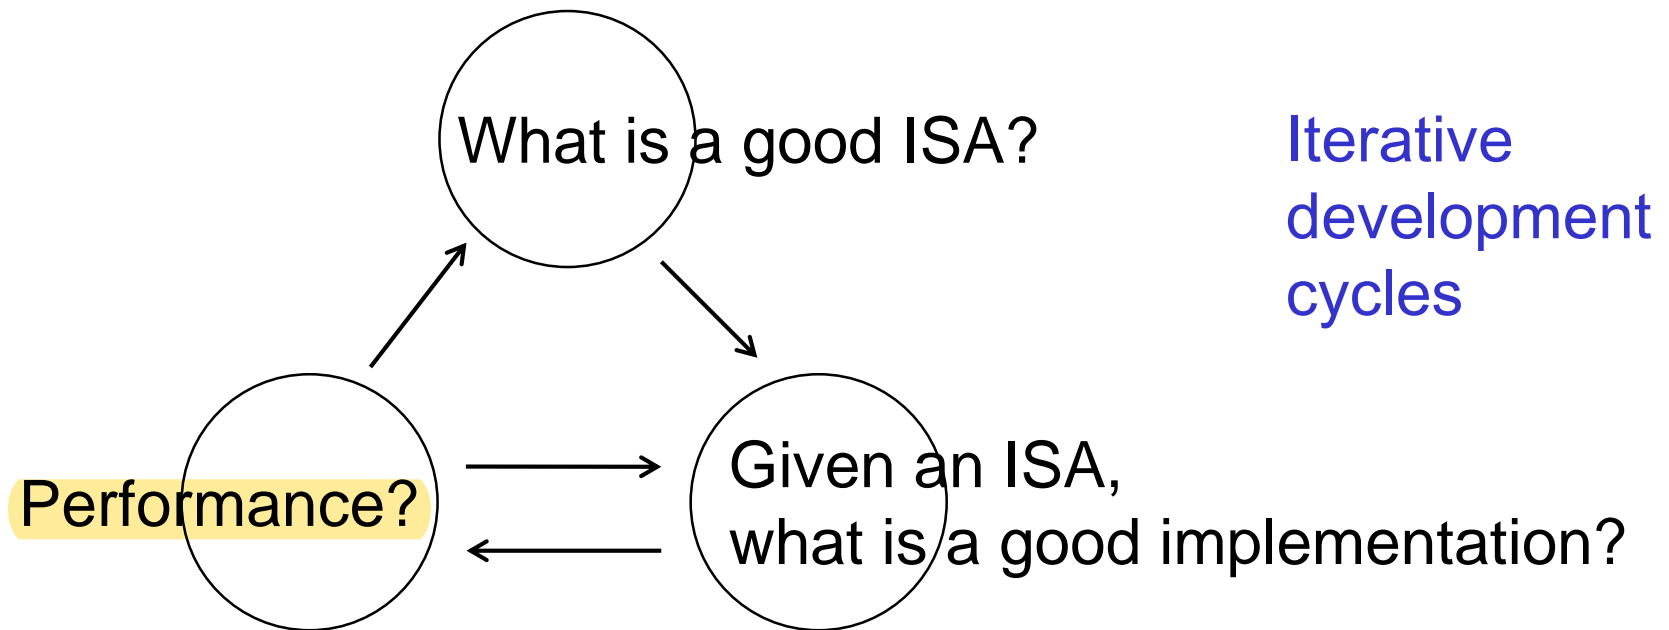 What is a good ISA?
Iterative
development
cycles
Performance?
Given an ISA,
what is a good implementation?